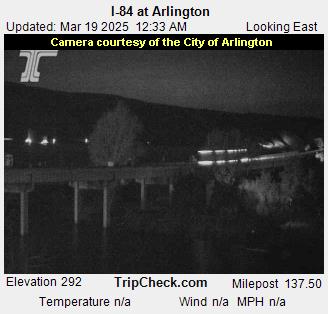 I-84 at Arlington
Updated: Mar 19 2025 12:33 AM Looking East
Camera courtesy of the City of Arlington
Elevation 292 TripCheck.com Milepost 137.50
Temperature n/a Wind n/a MPH n/a